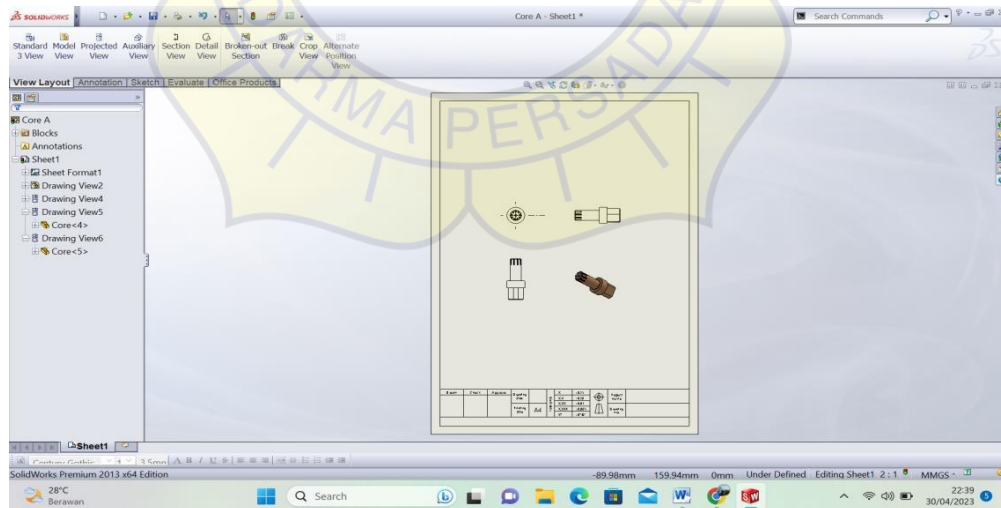 SOLIDWORKS
Core A - Sheet1 *
Search Commands
Standard 3 View
Model View
Projected View
Auxiliary View
Section View
Detail View
Broken-out Section
Break
Crop View
Alternate Position View
View Layout Annotation Sketch Evaluate Office Products
DARMA PERSADA
Core A
Blocks
Annotations
Sheet1
Sheet Format1
Drawing View2
Drawing View4
Drawing View5
Core<4>
Drawing View6
Core<5>
A4
Sheet1
Century Gothic
SolidWorks Premium 2013 x64 Edition
-89.98mm 159.94mm 0mm Under Defined Editing Sheet1 2 : 1 MMGS
28°C
Berawan
Search
22:39
30/04/2023